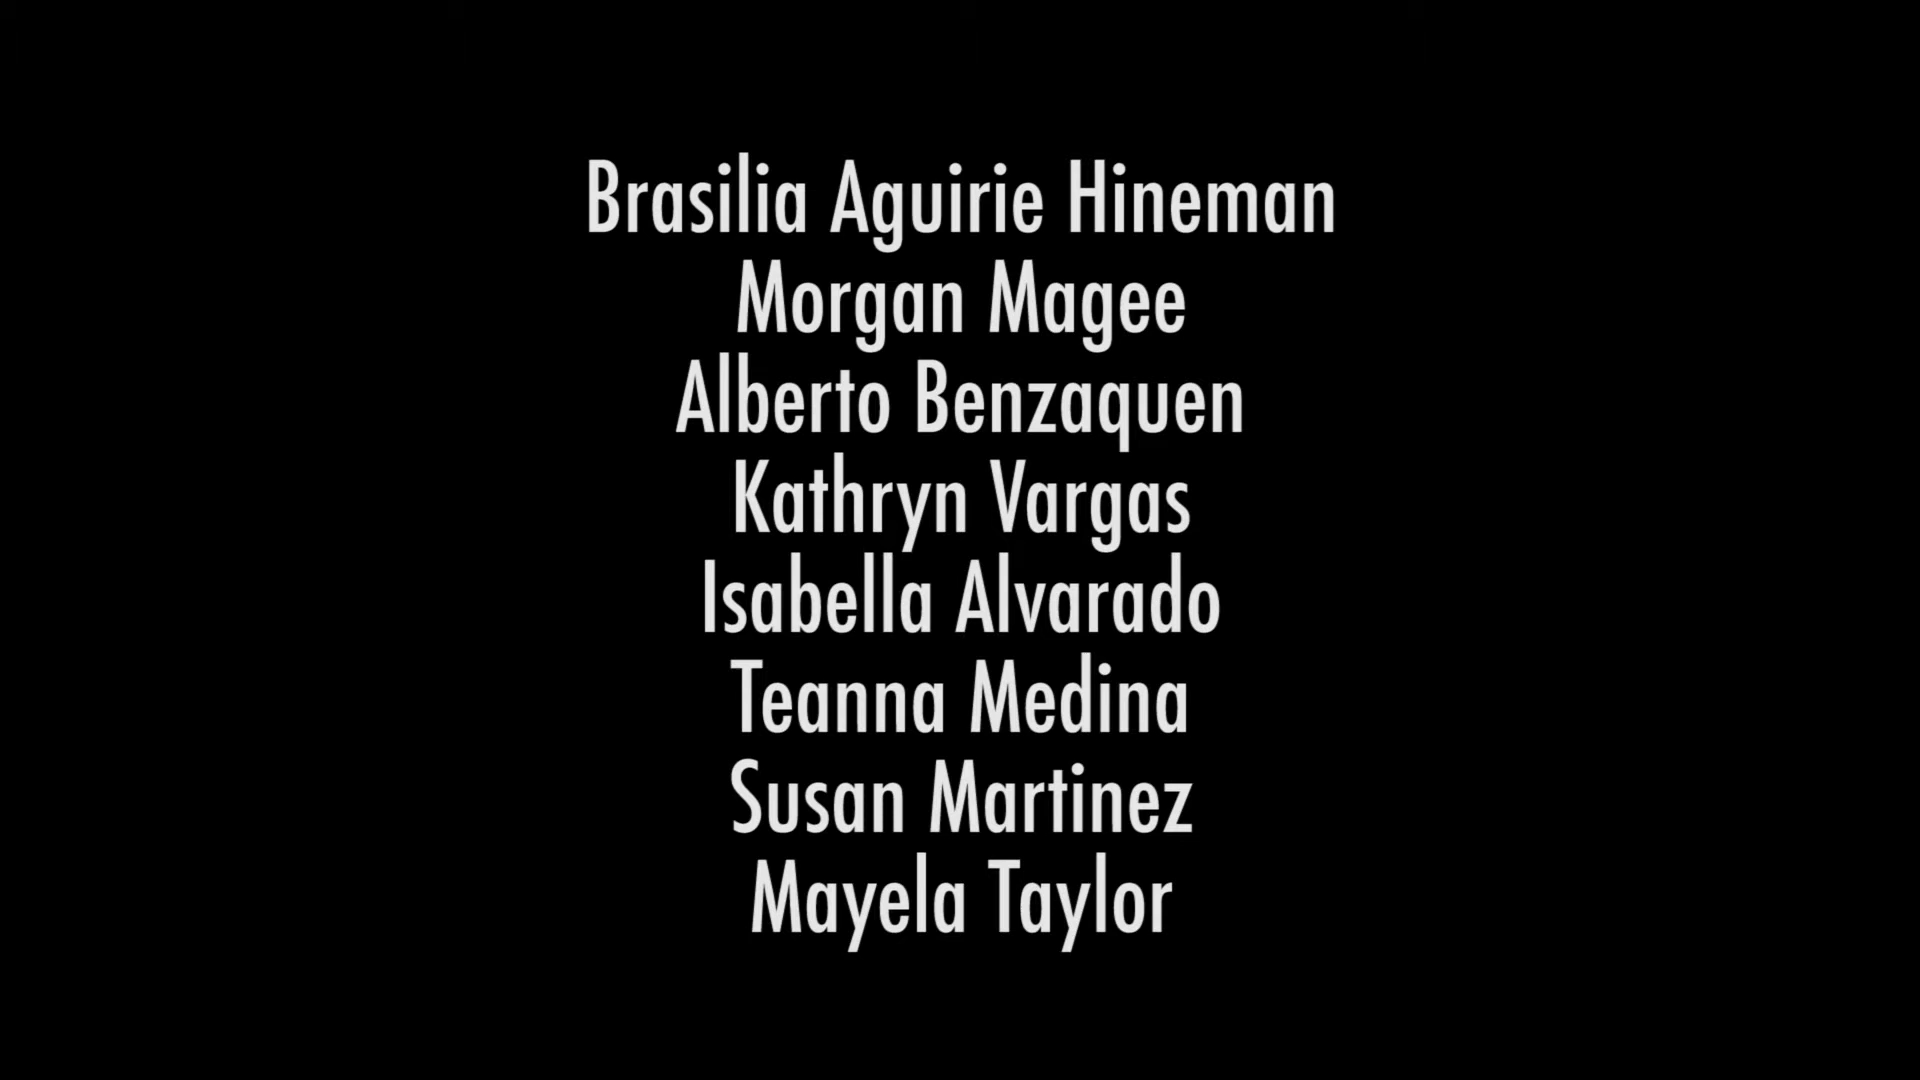 Brasilia Aguirie Hineman
Morgan Magee
Alberto Benzaquen
Kathryn Vargas
Isabella Alvarado
Teanna Medina
Susan Martinez
Mayela Taylor